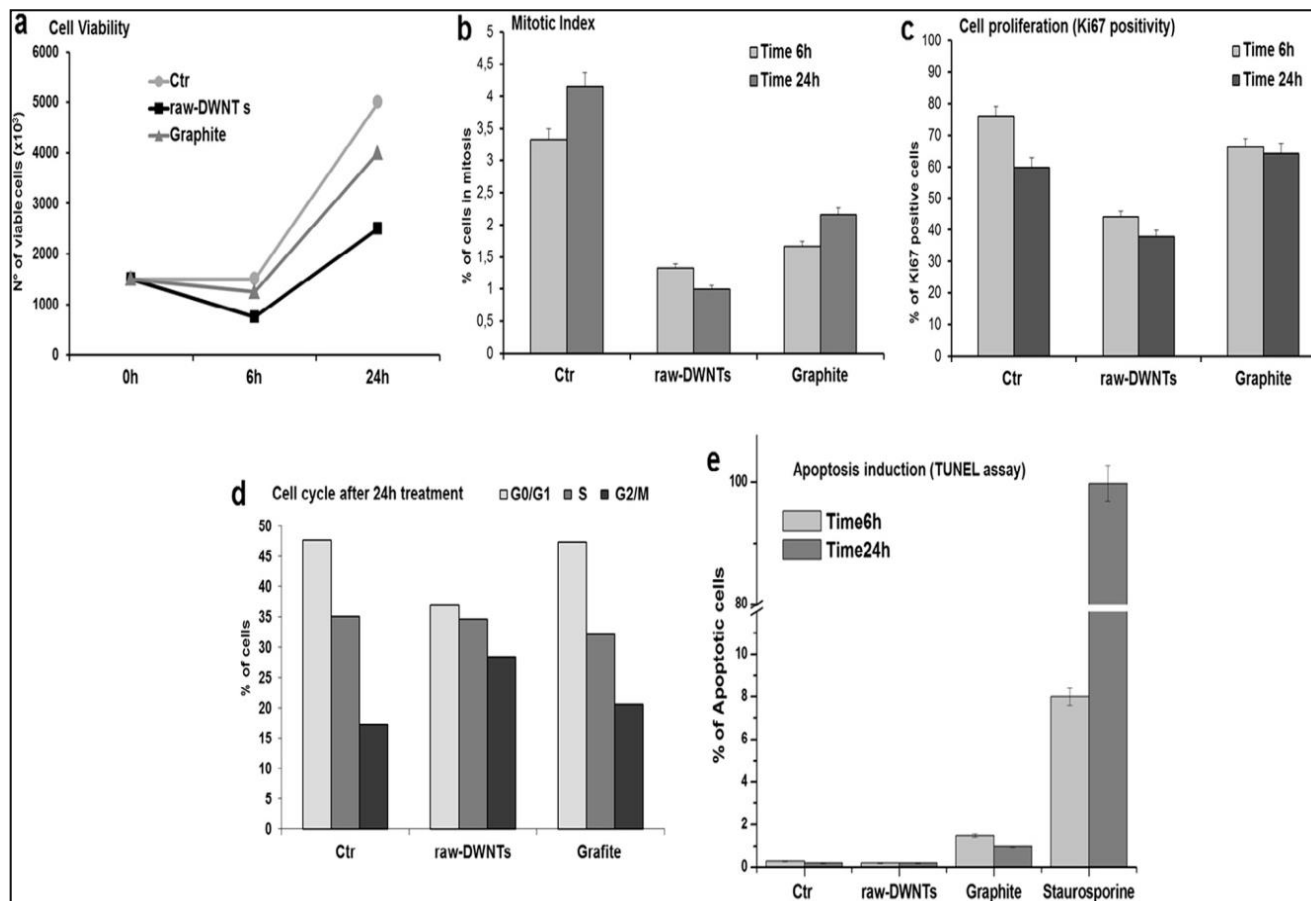 a
Cell Viability
6000
5000
4000
3000
2000
1000
0
N° of viable cells (x10³)
Ctr
raw-DWNT s
Graphite
0h
6h
24h
b
Mitotic Index
4,5
4
3,5
3
2,5
2
1,5
1
0,5
0
% of cells in mitosis
Time 6h
Time 24h
Ctr
raw-DWNTs
Graphite
c
Cell proliferation (Ki67 positivity)
100
90
80
70
60
50
40
30
20
10
0
% of Ki67 positive cells
Time 6h
Time 24h
Ctr
raw-DWNTs
Graphite
d
Cell cycle after 24h treatment
G0/G1
S
G2/M
50
45
40
35
30
25
20
15
10
5
0
% of cells
Ctr
raw-DWNTs
Grafite
e
Apoptosis induction (TUNEL assay)
Time6h
Time24h
100
80
10
8
6
4
2
0
% of Apoptotic cells
Ctr
raw-DWNTs
Graphite
Staurosporine